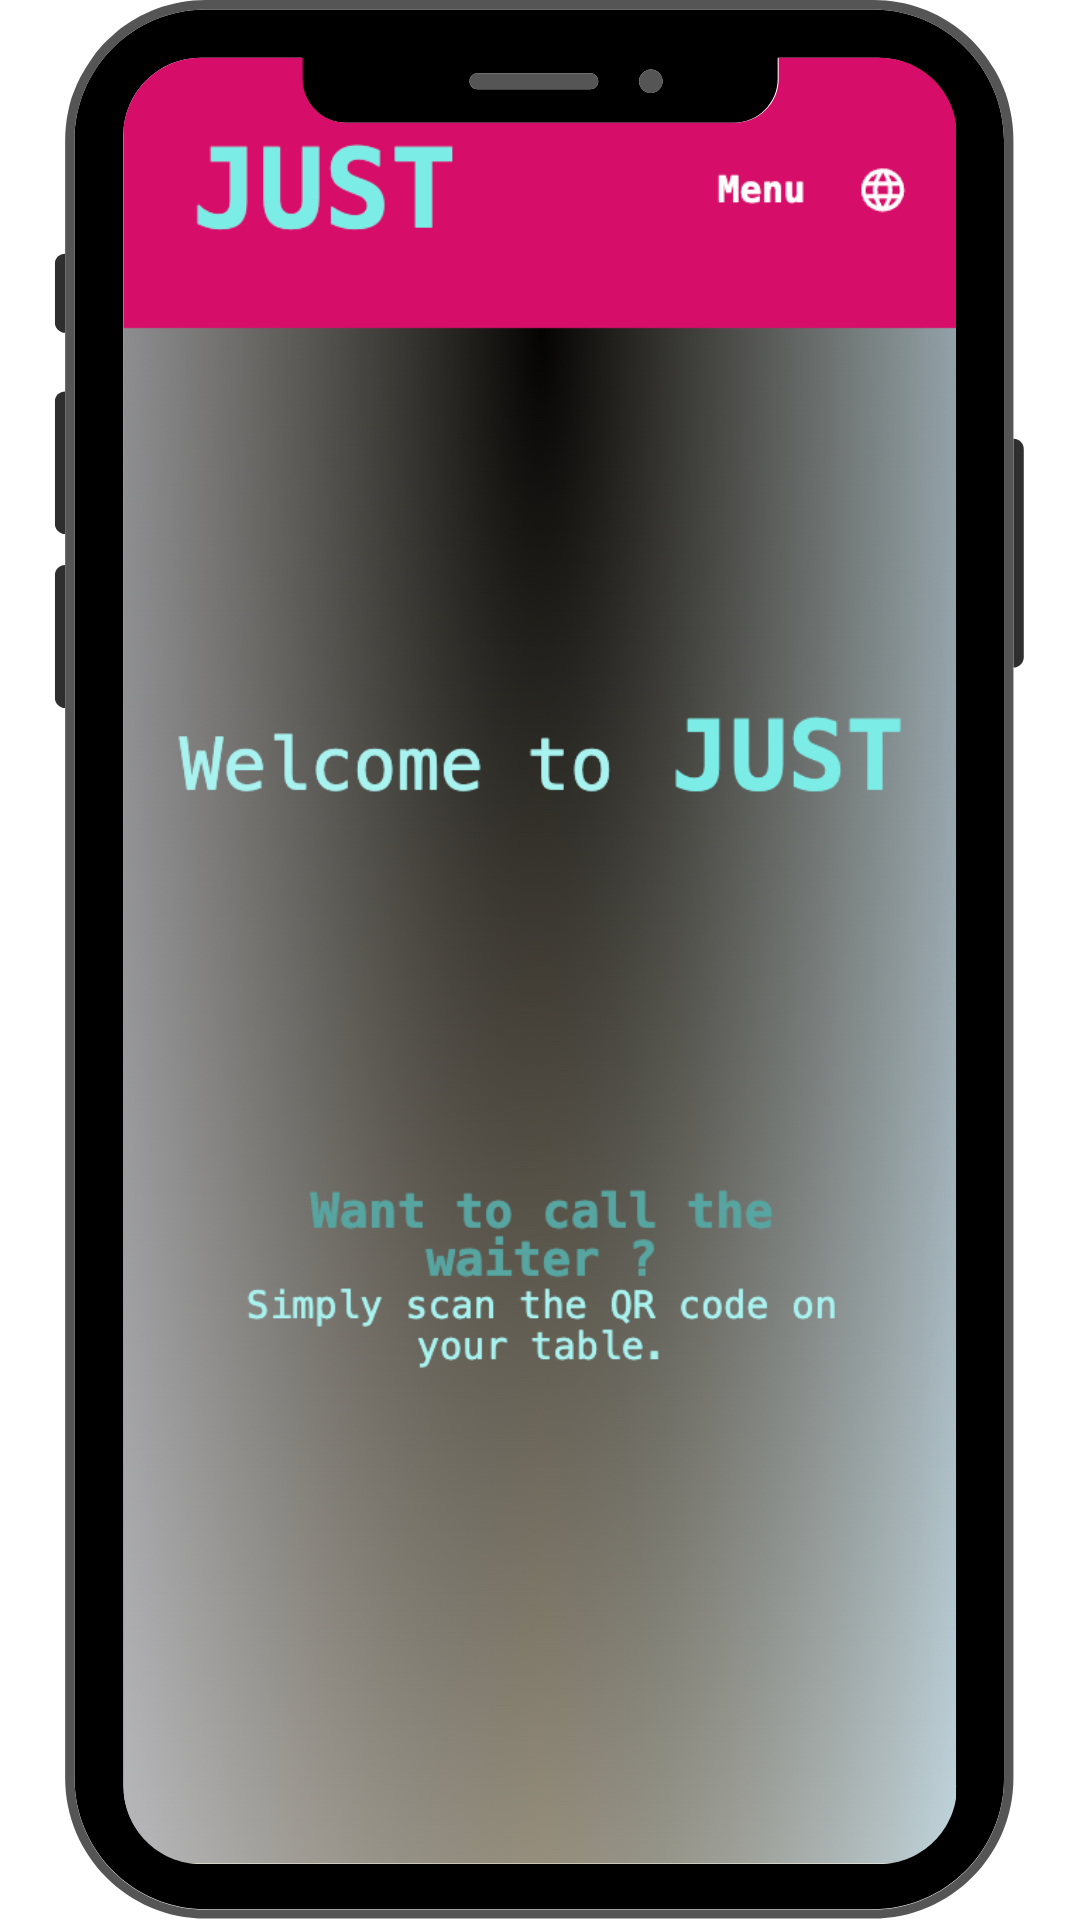 JUST
Menu
Welcome to JUST
Want to call the
waiter ?
Simply scan the QR code on
your table.